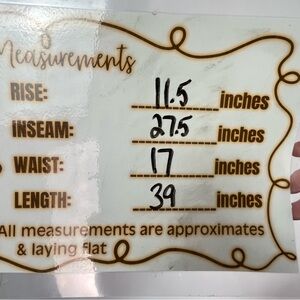 Measurements
RISE: 11.5 inches
INSEAM: 27.5 inches
WAIST: 17 inches
LENGTH: 39 inches
All measurements are approximates
& laying flat